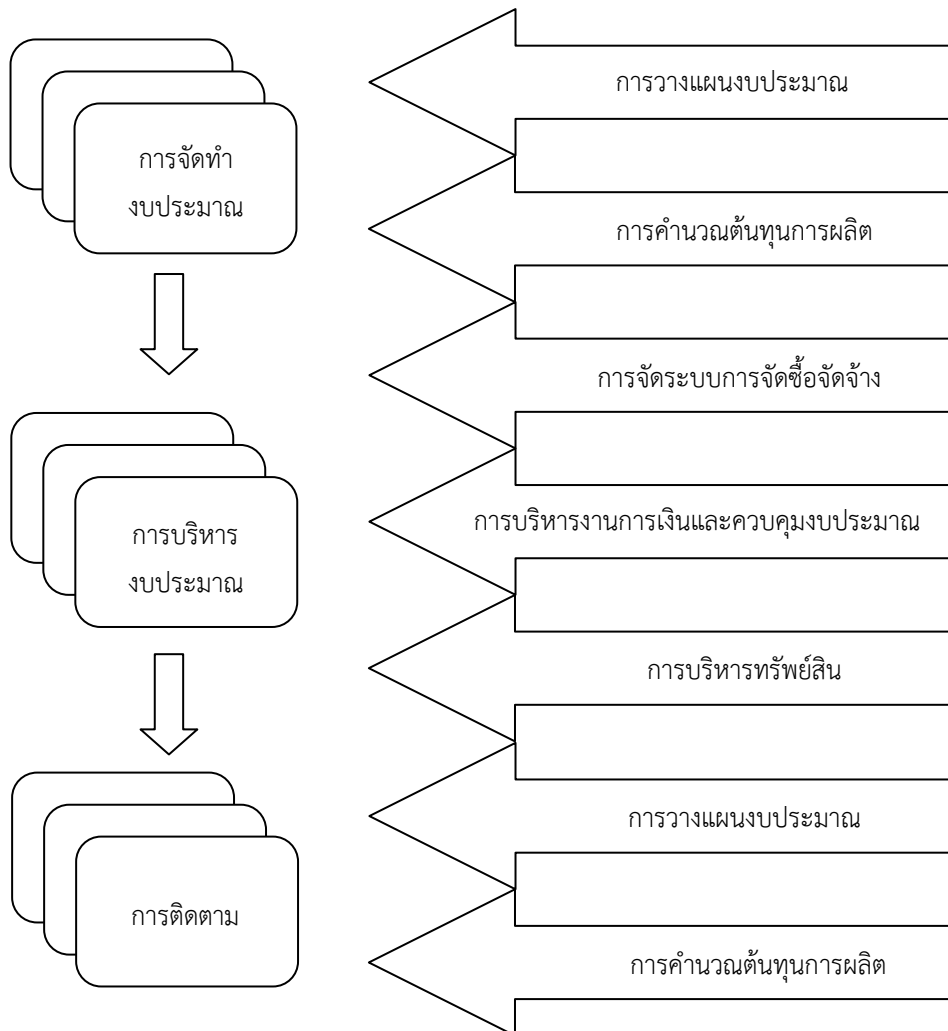 การจัดทำ
งบประมาณ
การบริหาร
งบประมาณ
การติดตาม
การวางแผนงบประมาณ
การคำนวณต้นทุนการผลิต
การจัดระบบการจัดซื้อจัดจ้าง
การบริหารงานการเงินและควบคุมงบประมาณ
การบริหารทรัพย์สิน
การวางแผนงบประมาณ
การคำนวณต้นทุนการผลิต